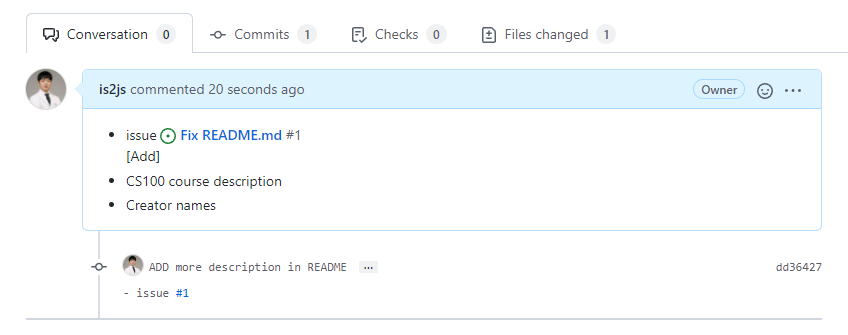 Conversation 0 Commits 1 Checks 0 Files changed 1
is2js commented 20 seconds ago Owner
issue Fix README.md #1
[Add]
CS100 course description
Creator names
ADD more description in README ... dd36427
- issue #1